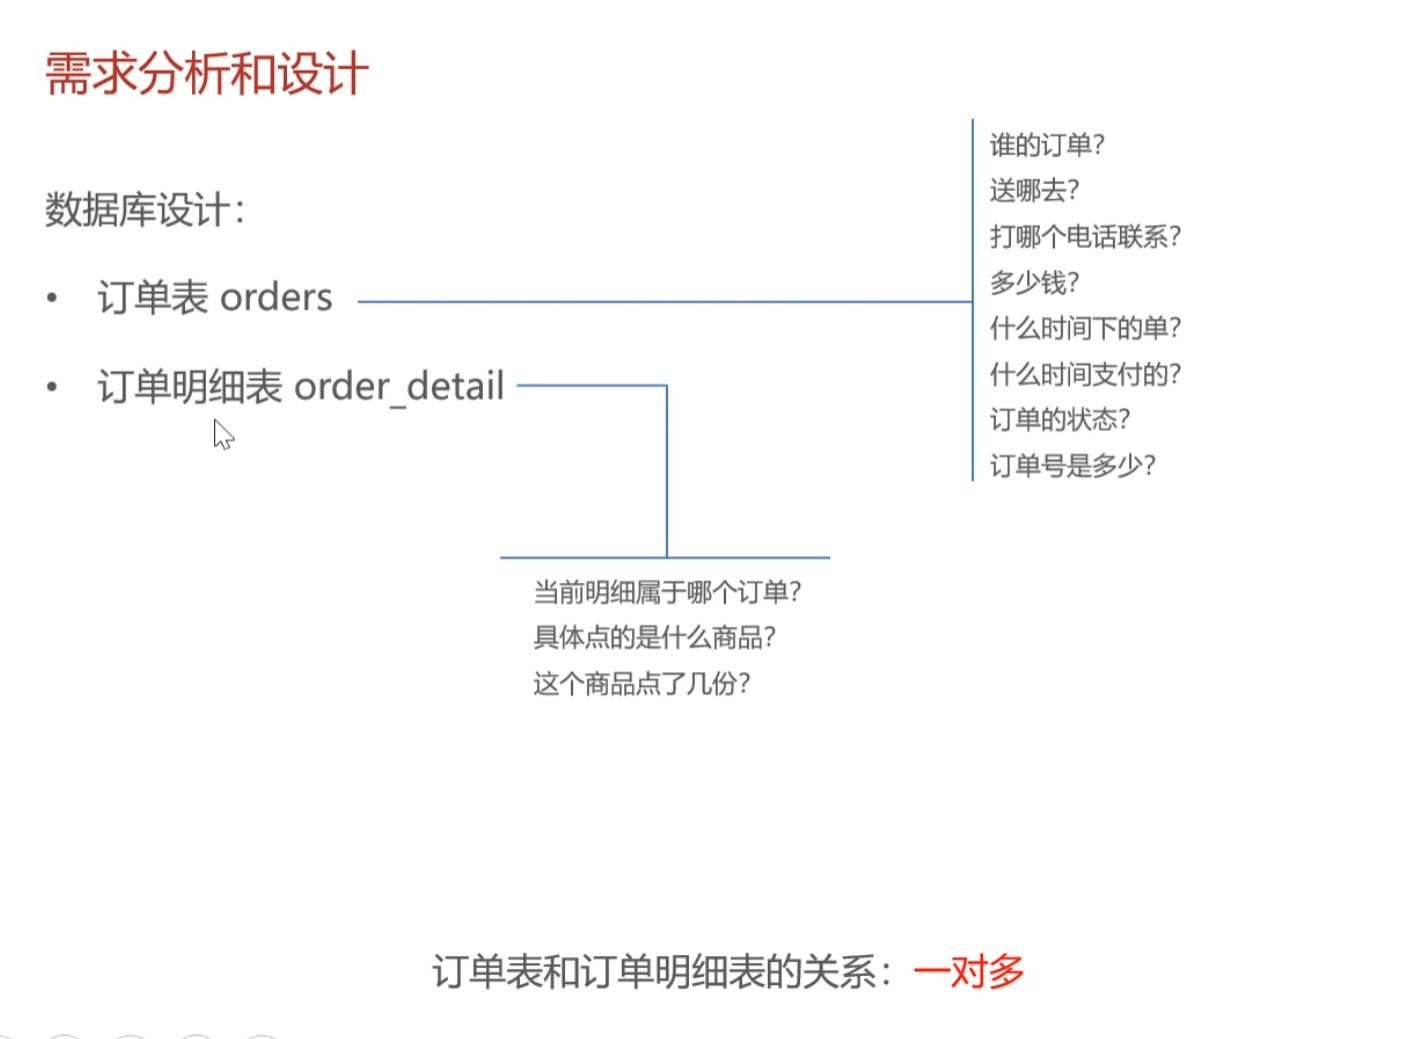 需求分析和设计
数据库设计：
• 订单表 orders
• 订单明细表 order_detail
谁的订单？
送哪去？
打哪个电话联系？
多少钱？
什么时间下的单？
什么时间支付的？
订单的状态？
订单号是多少？
当前明细属于哪个订单？
具体点的是什么商品？
这个商品点了几份？
订单表和订单明细表的关系：一对多